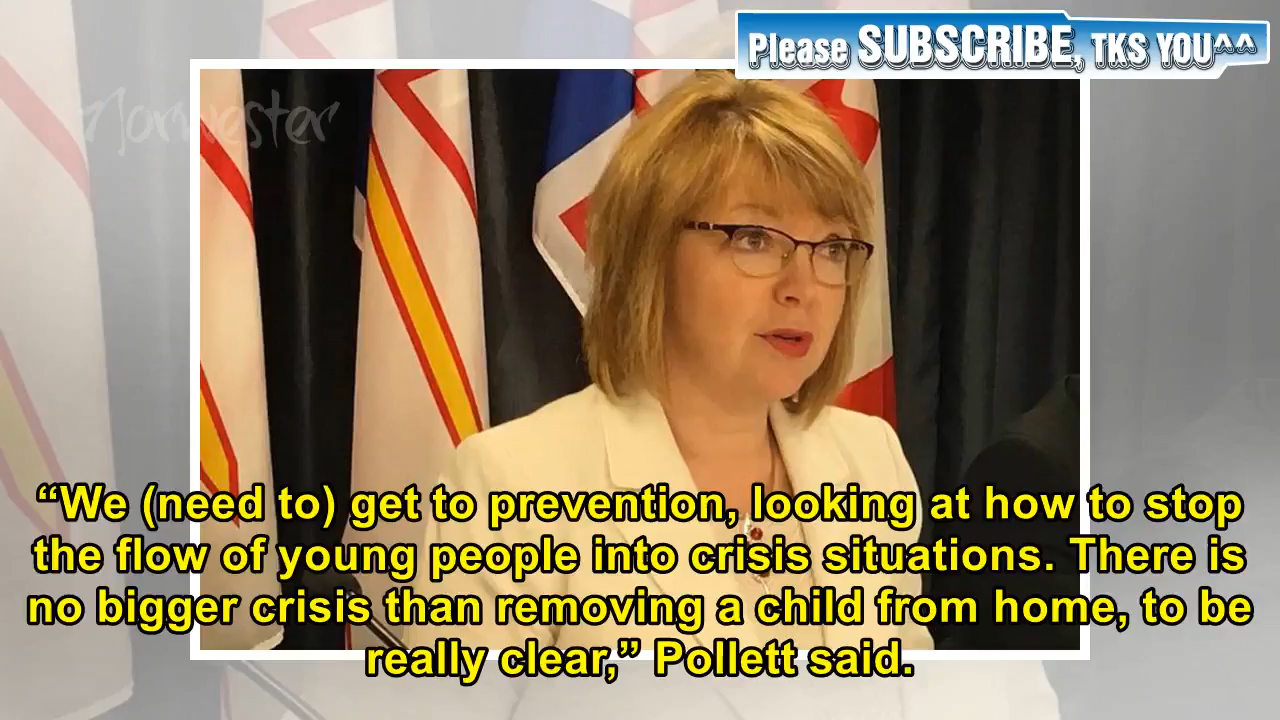 Please SUBSCRIBE, TKS YOU^^
Norwester
“We (need to) get to prevention, looking at how to stop
the flow of young people into crisis situations. There is
no bigger crisis than removing a child from home, to be
really clear,” Pollett said.